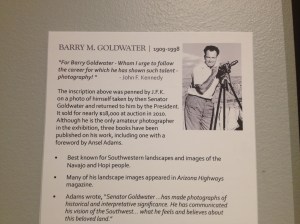 BARRY M. GOLDWATER | 1909-1998
"For Barry Goldwater - Whom I urge to follow
the career for which he has shown such talent -
photography!"
- John F. Kennedy
The inscription above was penned by J.F.K.
on a photo of himself taken by then Senator
Goldwater and returned to him by the President.
It sold for nearly $18,000 at auction in 2010.
Although he is the only amateur photographer
in the exhibition, three books have been
published on his work, including one with a
foreword by Ansel Adams.
• Best known for Southwestern landscapes and images of the
Navajo and Hopi people.
• Many of his landscape images appeared in Arizona Highways
magazine.
• Adams wrote, "Senator Goldwater ... has made photographs of
historical and interpretative significance. He has communicated
his vision of the Southwest... what he feels and believes about
this beloved land."